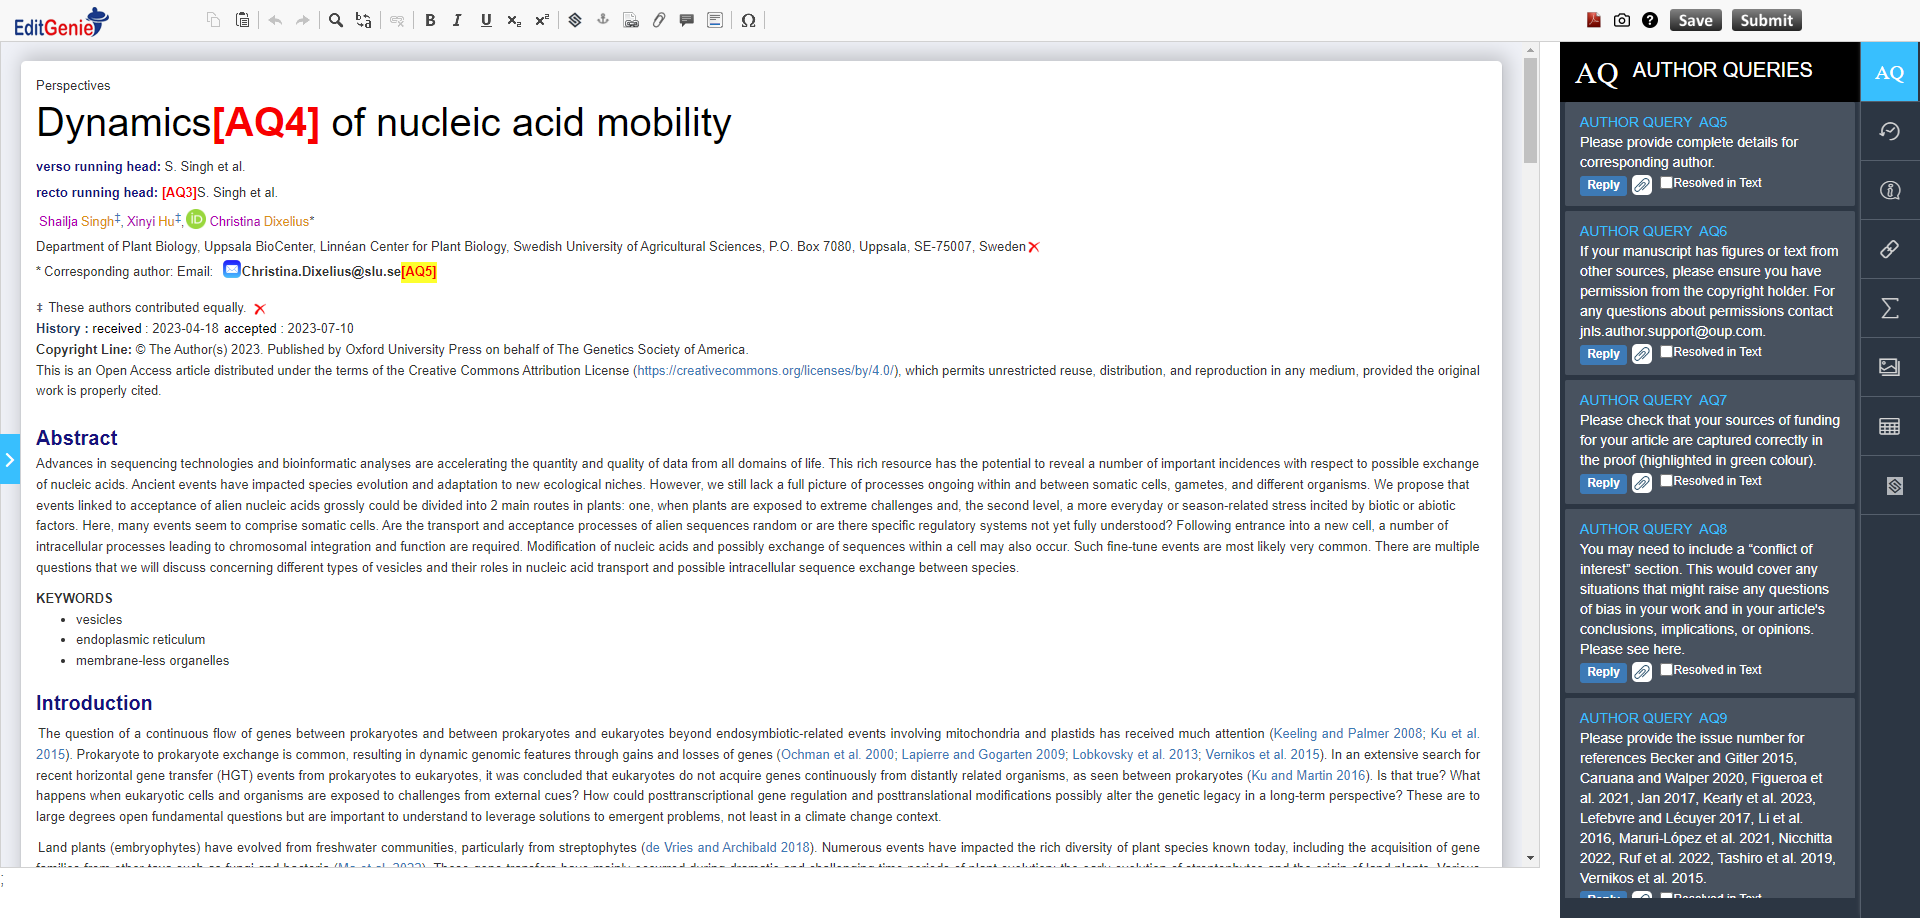 EditGenie
B I U X₂ X² Ω
Save Submit
Perspectives
Dynamics[AQ4] of nucleic acid mobility
verso running head: S. Singh et al.
recto running head: [AQ3]S. Singh et al.
Shailja Singh‡, Xinyi Hu‡, iD Christina Dixelius*
Department of Plant Biology, Uppsala BioCenter, Linnéan Center for Plant Biology, Swedish University of Agricultural Sciences, P.O. Box 7080, Uppsala, SE-75007, Sweden
* Corresponding author: Email: Christina.Dixelius@slu.se[AQ5]
‡ These authors contributed equally.
History : received : 2023-04-18 accepted : 2023-07-10
Copyright Line: © The Author(s) 2023. Published by Oxford University Press on behalf of The Genetics Society of America.
This is an Open Access article distributed under the terms of the Creative Commons Attribution License (https://creativecommons.org/licenses/by/4.0/), which permits unrestricted reuse, distribution, and reproduction in any medium, provided the original
work is properly cited.
Abstract
Advances in sequencing technologies and bioinformatic analyses are accelerating the quantity and quality of data from all domains of life. This rich resource has the potential to reveal a number of important incidences with respect to possible exchange
of nucleic acids. Ancient events have impacted species evolution and adaptation to new ecological niches. However, we still lack a full picture of processes ongoing within and between somatic cells, gametes, and different organisms. We propose that
events linked to acceptance of alien nucleic acids grossly could be divided into 2 main routes in plants: one, when plants are exposed to extreme challenges and, the second level, a more everyday or season-related stress incited by biotic or abiotic
factors. Here, many events seem to comprise somatic cells. Are the transport and acceptance processes of alien sequences random or are there specific regulatory systems not yet fully understood? Following entrance into a new cell, a number of
intracellular processes leading to chromosomal integration and function are required. Modification of nucleic acids and possibly exchange of sequences within a cell may also occur. Such fine-tune events are most likely very common. There are multiple
questions that we will discuss concerning different types of vesicles and their roles in nucleic acid transport and possible intracellular sequence exchange between species.
KEYWORDS
• vesicles
• endoplasmic reticulum
• membrane-less organelles
Introduction
The question of a continuous flow of genes between prokaryotes and between prokaryotes and eukaryotes beyond endosymbiotic-related events involving mitochondria and plastids has received much attention (Keeling and Palmer 2008; Ku et al.
2015). Prokaryote to prokaryote exchange is common, resulting in dynamic genomic features through gains and losses of genes (Ochman et al. 2000; Lapierre and Gogarten 2009; Lobkovsky et al. 2013; Vernikos et al. 2015). In an extensive search for
recent horizontal gene transfer (HGT) events from prokaryotes to eukaryotes, it was concluded that eukaryotes do not acquire genes continuously from distantly related organisms, as seen between prokaryotes (Ku and Martin 2016). Is that true? What
happens when eukaryotic cells and organisms are exposed to challenges from external cues? How could posttranscriptional gene regulation and posttranslational modifications possibly alter the genetic legacy in a long-term perspective? These are to
large degrees open fundamental questions but are important to understand to leverage solutions to emergent problems, not least in a climate change context.
Land plants (embryophytes) have evolved from freshwater communities, particularly from streptophytes (de Vries and Archibald 2018). Numerous events have impacted the rich diversity of plant species known today, including the acquisition of gene
;
AQ AUTHOR QUERIES
AQ
AUTHOR QUERY AQ5
Please provide complete details for
corresponding author.
Reply Resolved in Text
AUTHOR QUERY AQ6
If your manuscript has figures or text from
other sources, please ensure you have
permission from the copyright holder. For
any questions about permissions contact
jnls.author.support@oup.com.
Reply Resolved in Text
AUTHOR QUERY AQ7
Please check that your sources of funding
for your article are captured correctly in
the proof (highlighted in green colour).
Reply Resolved in Text
AUTHOR QUERY AQ8
You may need to include a “conflict of
interest” section. This would cover any
situations that might raise any questions
of bias in your work and in your article's
conclusions, implications, or opinions.
Please see here.
Reply Resolved in Text
AUTHOR QUERY AQ9
Please provide the issue number for
references Becker and Gitler 2015,
Caruana and Walper 2020, Figueroa et
al. 2021, Jan 2017, Kearly et al. 2023,
Lefebvre and Lécuyer 2017, Li et al.
2016, Maruri-López et al. 2021, Nicchitta
2022, Ruf et al. 2022, Tashiro et al. 2019,
Vernikos et al. 2015.
Reply Resolved in Text